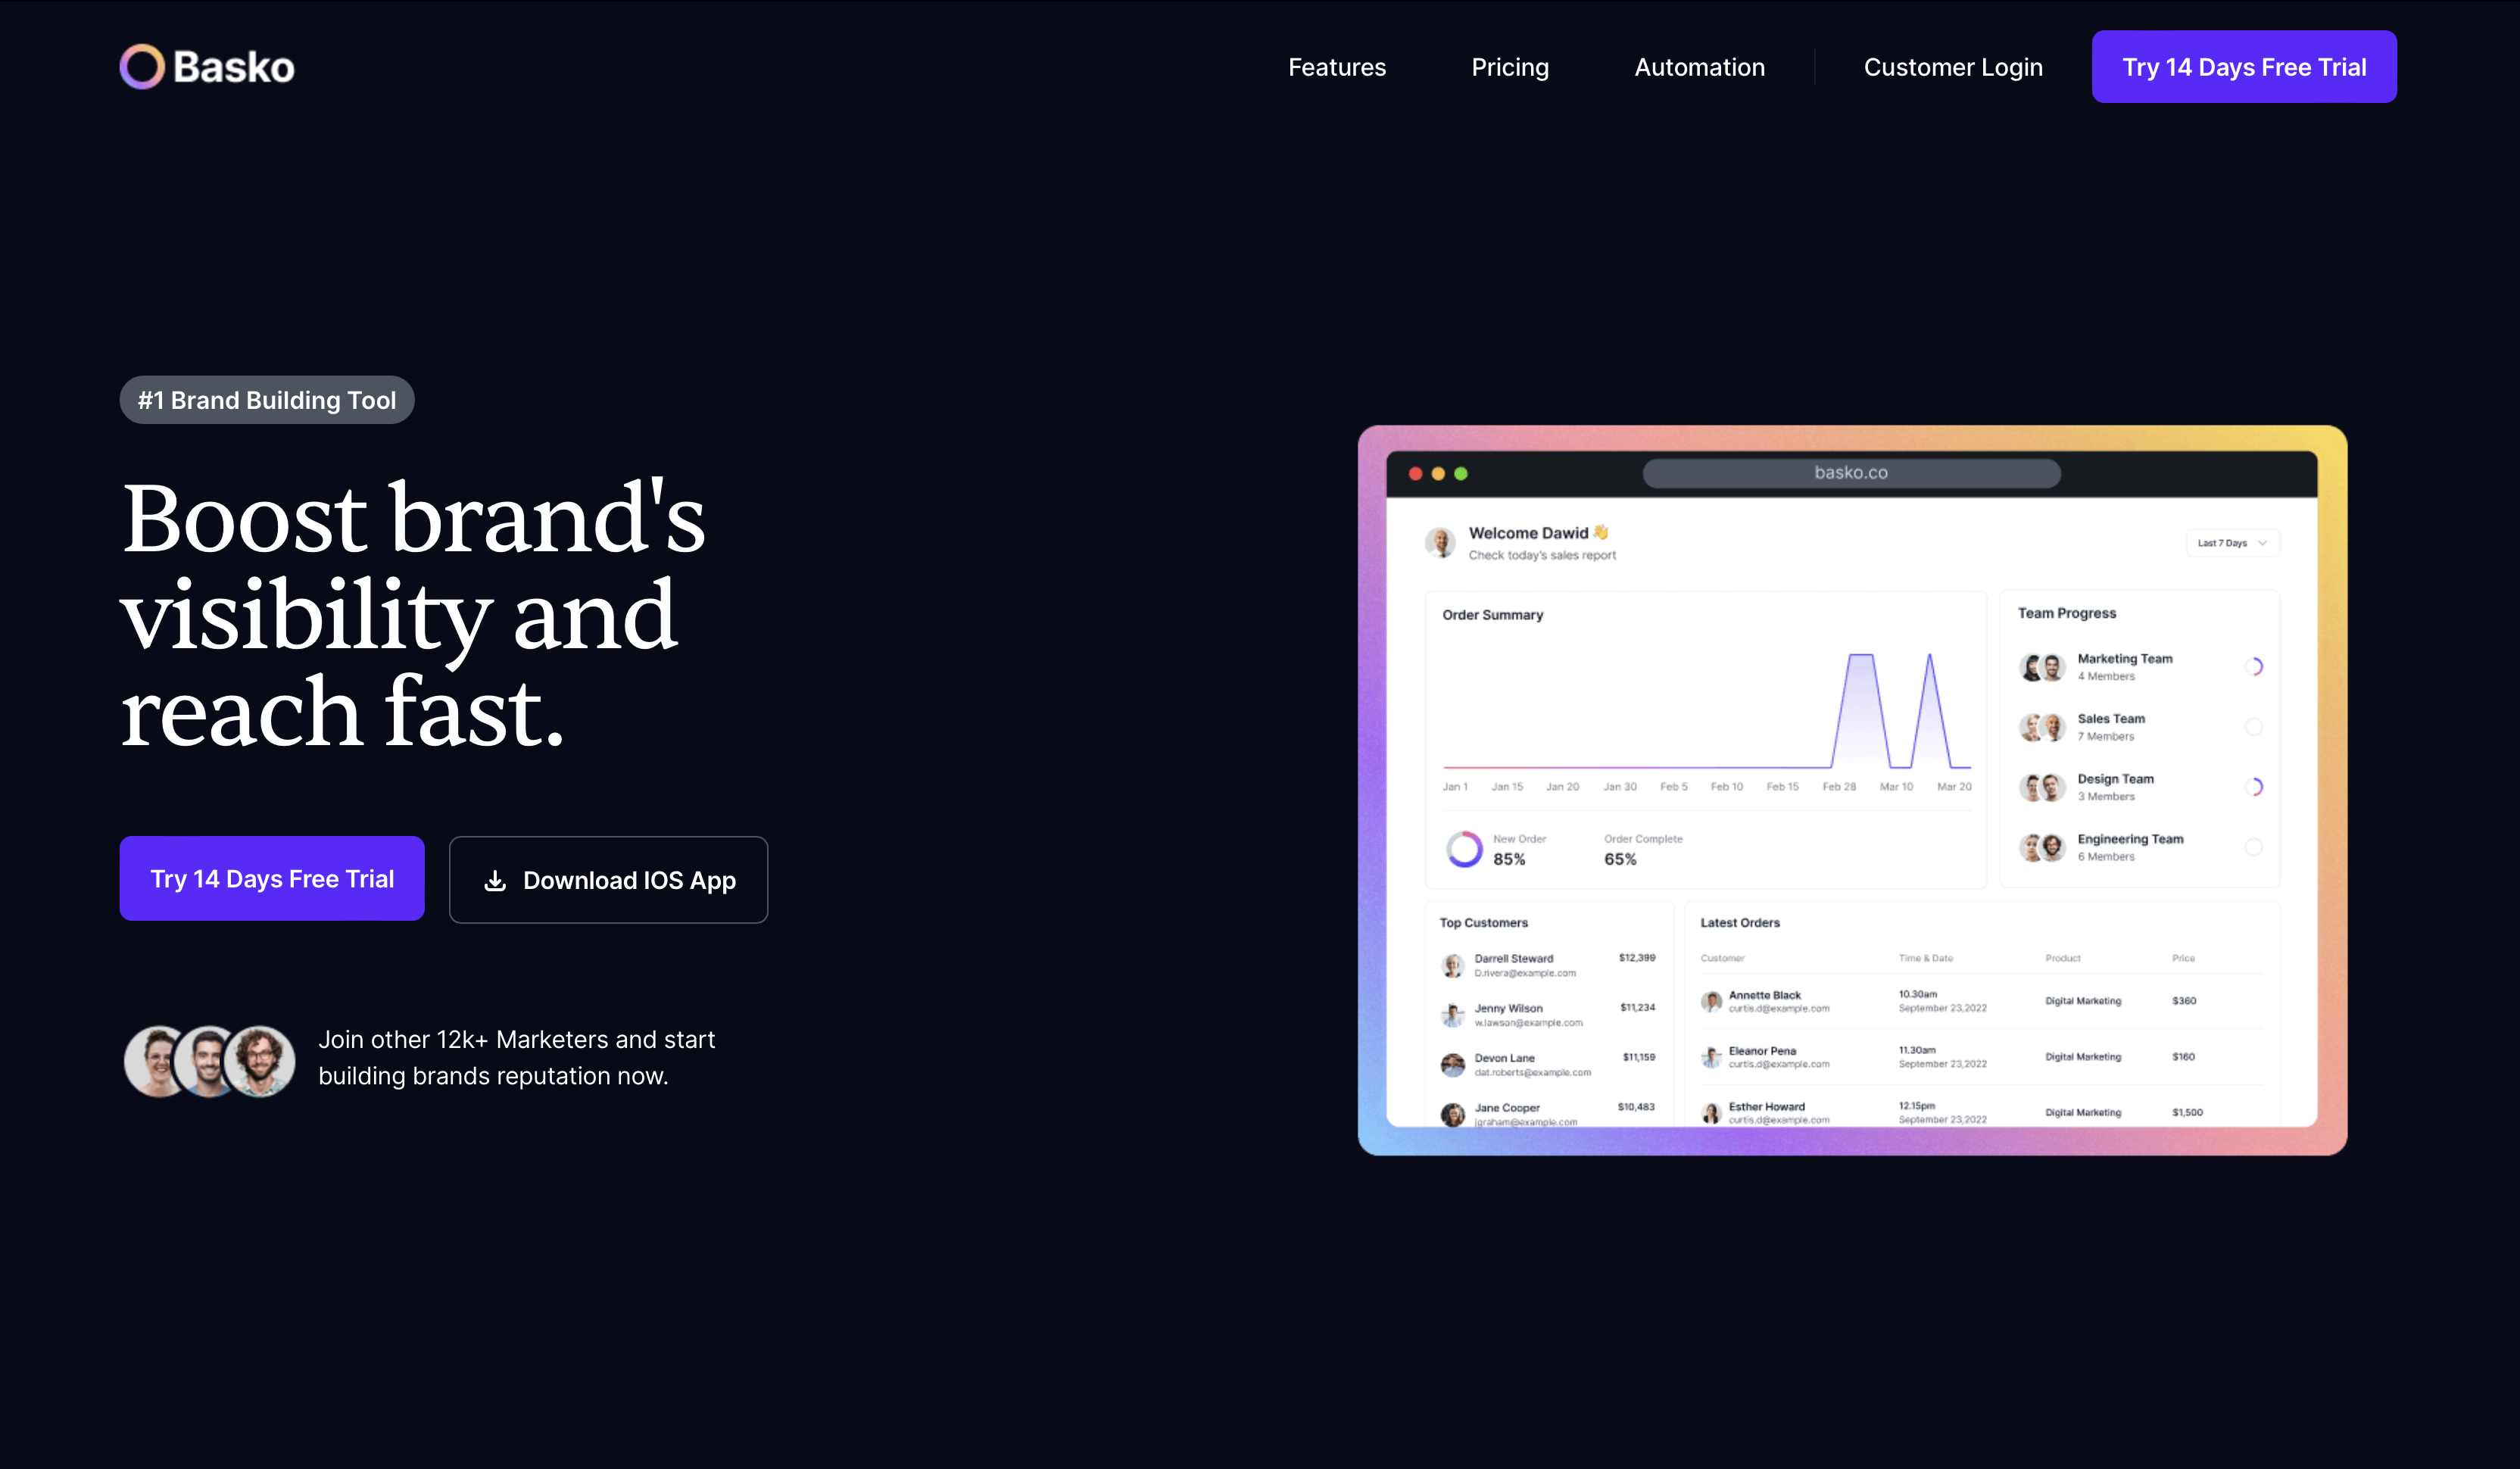 Basko
Features
Pricing
Automation
Customer Login
Try 14 Days Free Trial
#1 Brand Building Tool
Boost brand's
visibility and
reach fast.
Try 14 Days Free Trial
Download IOS App
Join other 12k+ Marketers and start
building brands reputation now.
basko.co
Welcome Dawid 👋
Check today's sales report
Last 7 Days
Order Summary
Jan 1 Jan 15 Jan 20 Jan 30 Feb 5 Feb 10 Feb 15 Feb 28 Mar 10 Mar 20
New Order
85%
Order Complete
65%
Team Progress
Marketing Team
4 Members
Sales Team
7 Members
Design Team
3 Members
Engineering Team
6 Members
Top Customers
Darrell Steward $12,399
D.rivera@example.com
Jenny Wilson $11,234
w.lawson@example.com
Devon Lane $11,159
dat.roberts@example.com
Jane Cooper $10,483
jgraham@example.com
Latest Orders
Customer Time & Date Product Price
Annette Black 10.30am Digital Marketing $360
curtis.d@example.com September 23,2022
Eleanor Pena 11.30am Digital Marketing $160
curtis.d@example.com September 23,2022
Esther Howard 12.15pm Digital Marketing $1,500
curtis.d@example.com September 23,2022